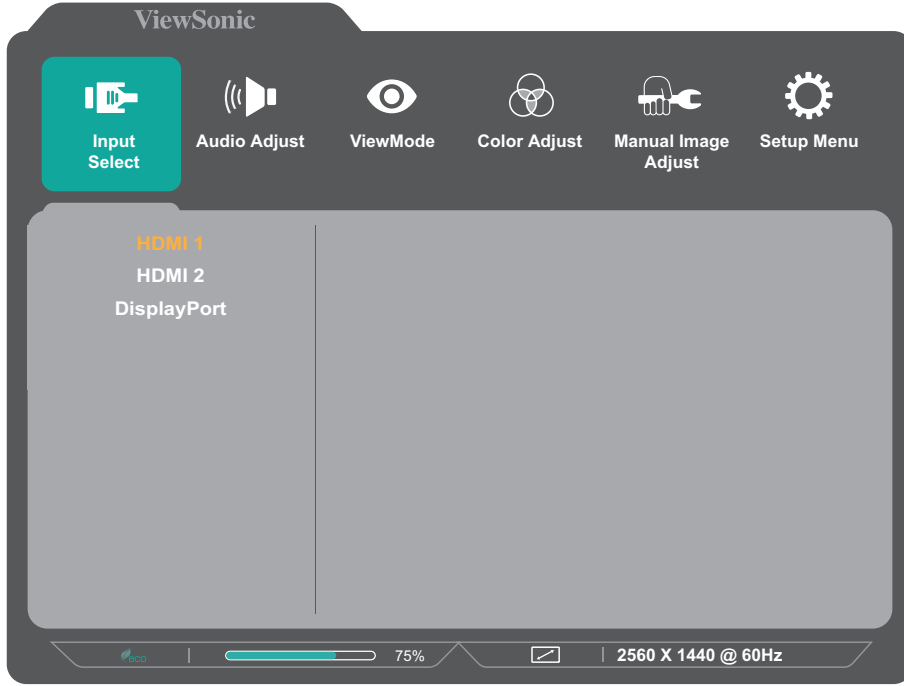 ViewSonic
Input
Select
Audio Adjust
ViewMode
Color Adjust
Manual Image
Adjust
Setup Menu
HDMI 1
HDMI 2
DisplayPort
eco
75%
2560 X 1440 @ 60Hz